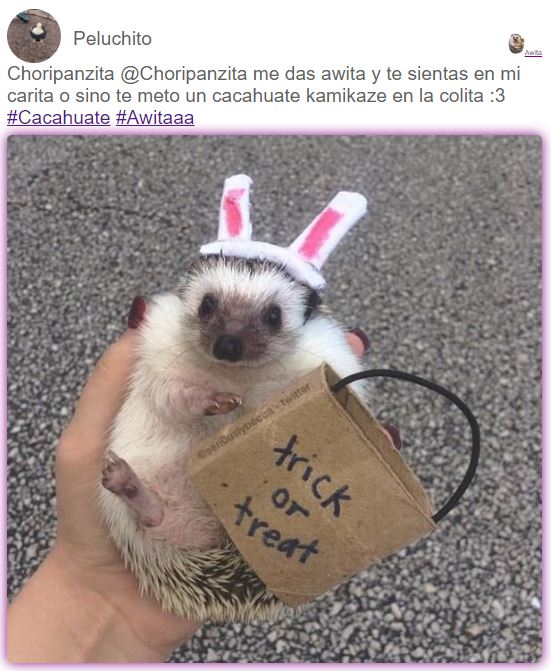 Peluchito
Awita
Choripanzita @Choripanzita me das awita y te sientas en mi
carita o sino te meto un cacahuate kamikaze en la colita :3
#Cacahuate #Awitaaa
trick
or
treat